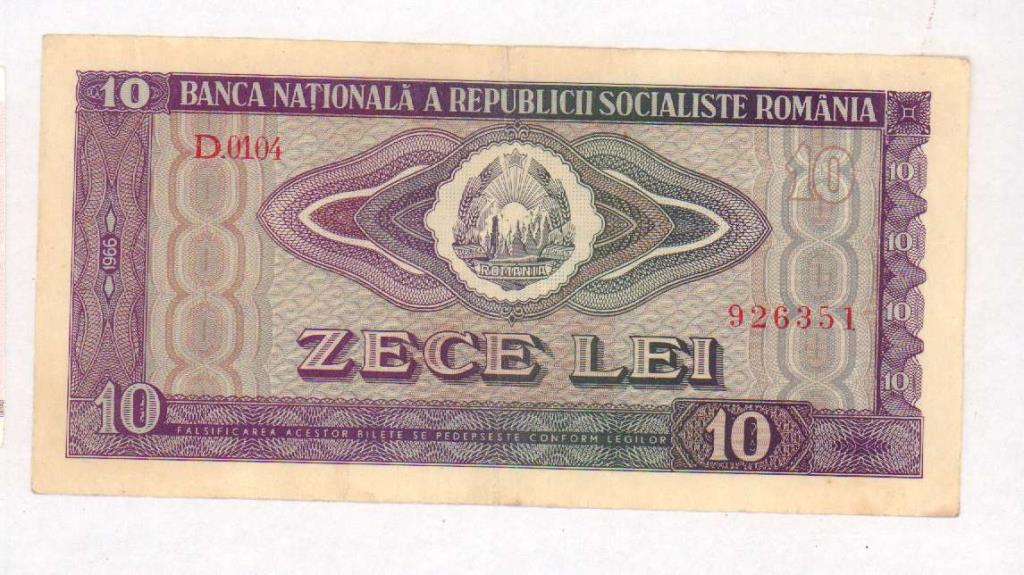 10 BANCA NAȚIONALĂ A REPUBLICII SOCIALISTE ROMÂNIA
D.0104
10
10
1966
10
ROMANIA
926351
10
ZECE LEI
10
10
FALSIFICAREA ACESTOR BILETE SE PEDEPSEȘTE CONFORM LEGILOR
10